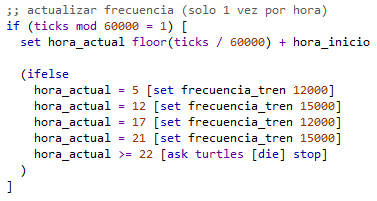 ;; actualizar frecuencia (solo 1 vez por hora)
if (ticks mod 60000 = 1) [
  set hora_actual floor(ticks / 60000) + hora_inicio
  (ifelse
    hora_actual = 5 [set frecuencia_tren 12000]
    hora_actual = 12 [set frecuencia_tren 15000]
    hora_actual = 17 [set frecuencia_tren 12000]
    hora_actual = 21 [set frecuencia_tren 15000]
    hora_actual >= 22 [ask turtles [die] stop]
  )
]